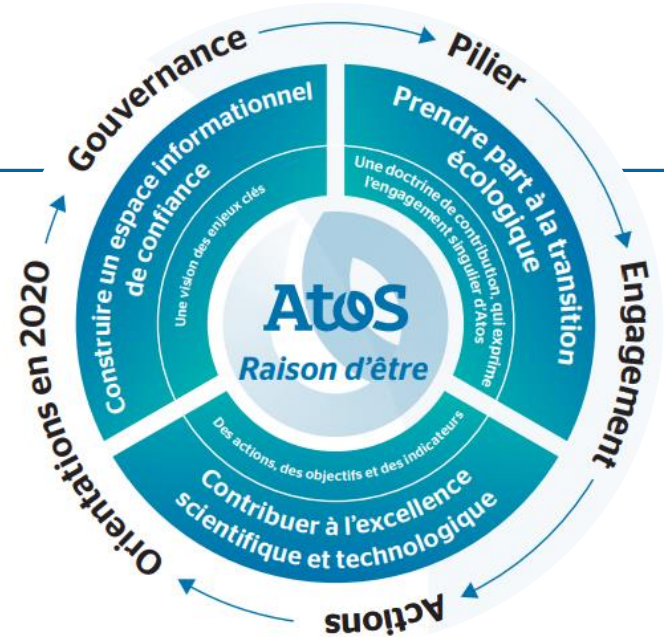 Gouvernance
Pilier
Engagement
Actions
Orientations en 2020
Construire un espace informationnel
de confiance
Une vision des enjeux clés
Prendre part à la transition
écologique
Une doctrine de contribution, qui exprime
l'engagement singulier d'Atos
Atos
Raison d'être
Des actions, des objectifs et des indicateurs
Contribuer à l'excellence
scientifique et technologique